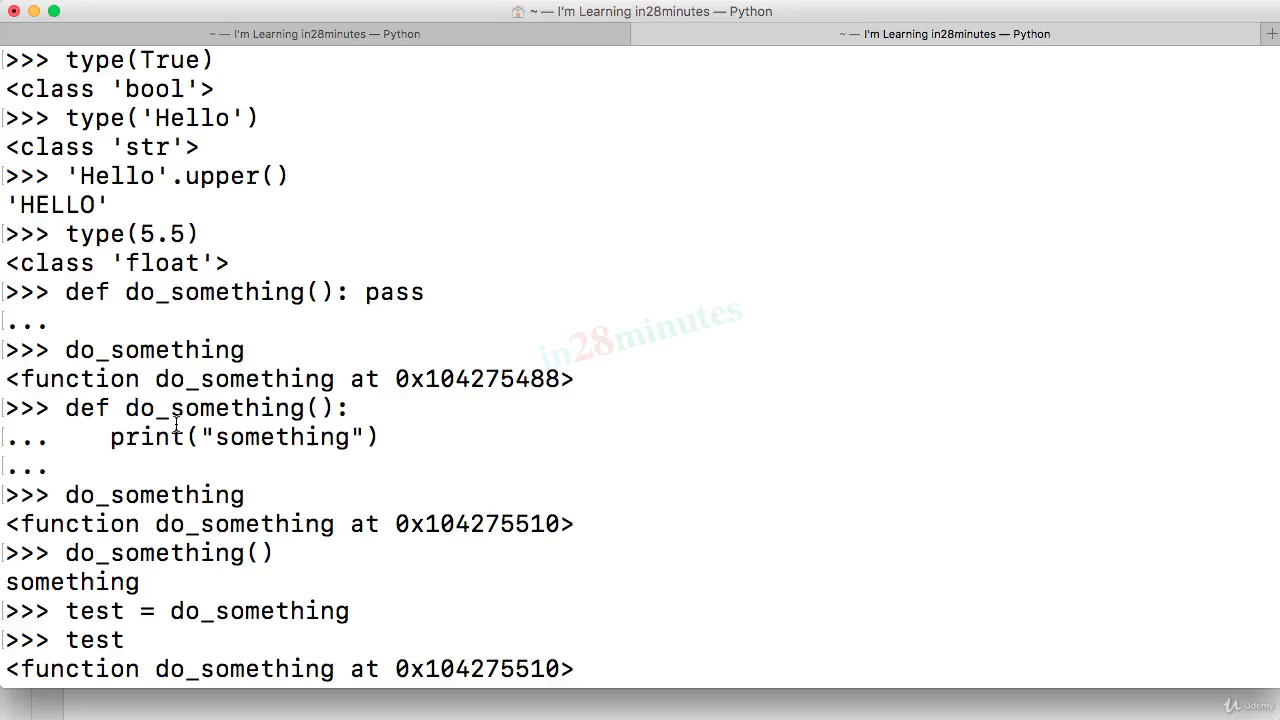 ~ — I'm Learning in28minutes — Python
~ — I'm Learning in28minutes — Python
~ — I'm Learning in28minutes — Python
>>> type(True)
<class 'bool'>
>>> type('Hello')
<class 'str'>
>>> 'Hello'.upper()
'HELLO'
>>> type(5.5)
<class 'float'>
>>> def do_something(): pass
...
>>> do_something
<function do_something at 0x104275488>
>>> def do_something():
...    print("something")
...
>>> do_something
<function do_something at 0x104275510>
>>> do_something()
something
>>> test = do_something
>>> test
<function do_something at 0x104275510>
in28minutes
Udemy